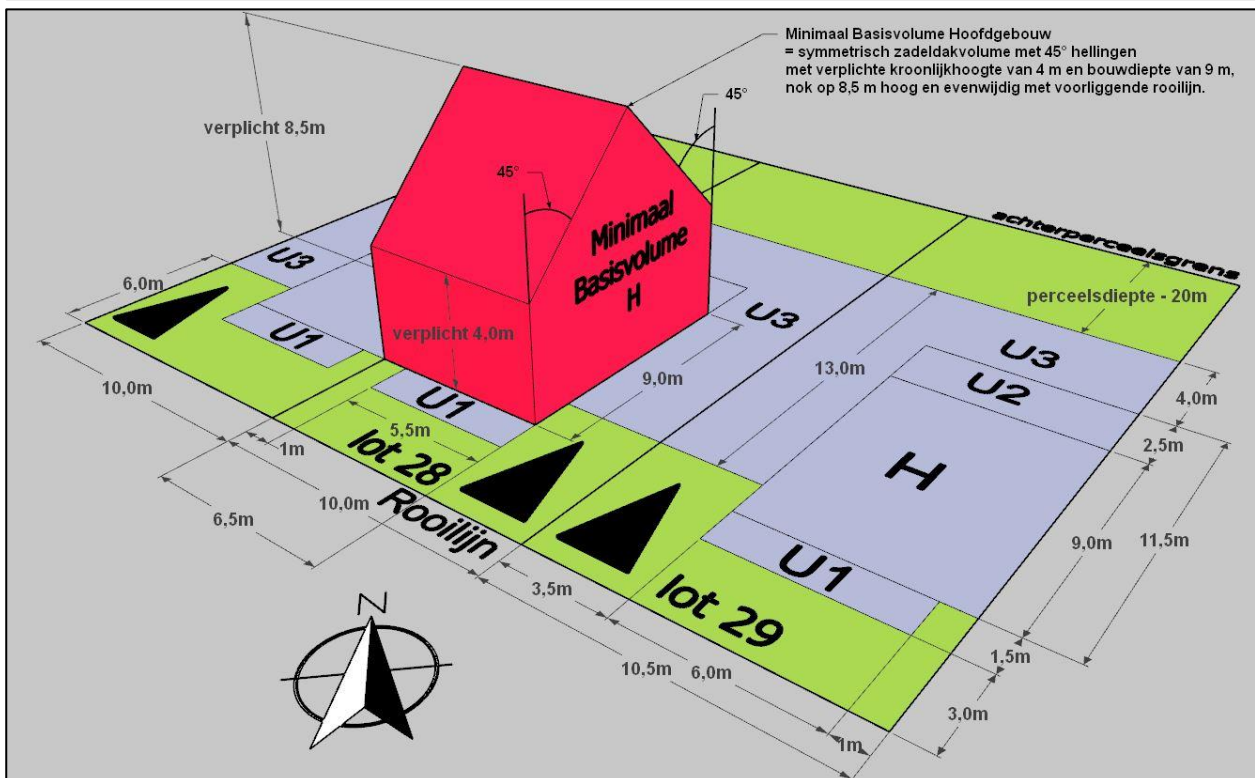 Minimaal Basisvolume Hoofdgebouw
= symmetrisch zadeldakvolume met 45° hellingen
met verplichte kroonlijkhoogte van 4 m en bouwdiepte van 9 m,
nok op 8,5 m hoog en evenwijdig met voorliggende rooilijn.
45°
verplicht 8,5m
45°
Minimaal
Basisvolume
H
achterperceelsgrens
perceelsdiepte - 20m
U3
6,0m
U1
verplicht 4,0m
U3
U3
U2
4,0m
13,0m
9,0m
2,5m
10,0m
U1
5,5m
1m
lot 28
H
10,0m
Rooilijn
6,5m
9,0m
11,5m
U1
3,5m
lot 29
1,5m
10,5m
6,0m
3,0m
1m
N